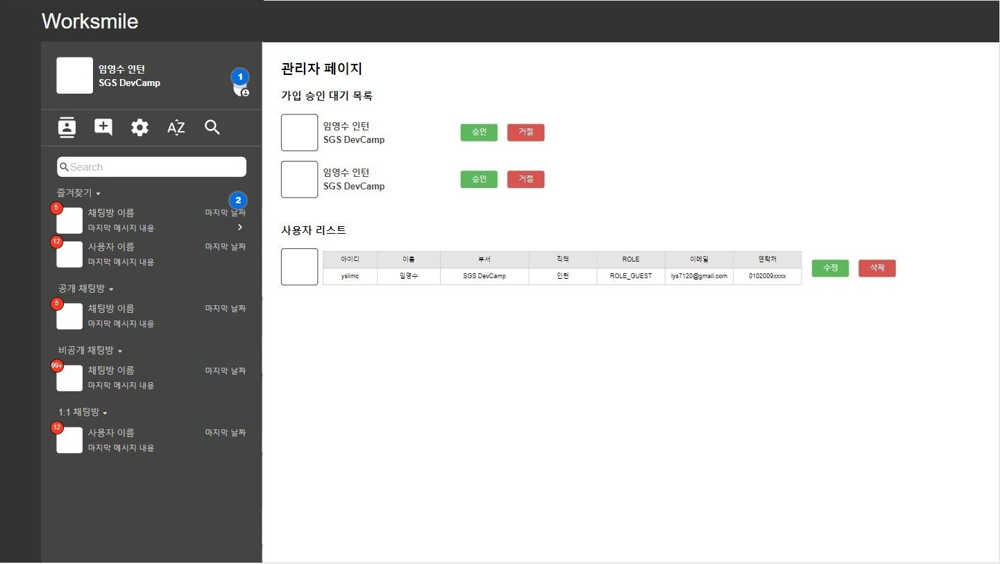 Worksmile
임영수 인턴
SGS DevCamp
1
A-Z
Search
즐겨찾기
2
5
채팅방 이름
마지막 날짜
마지막 메시지 내용
12
사용자 이름
마지막 날짜
마지막 메시지 내용
공개 채팅방
5
채팅방 이름
마지막 날짜
마지막 메시지 내용
비공개 채팅방
99+
채팅방 이름
마지막 날짜
마지막 메시지 내용
1:1 채팅방
12
사용자 이름
마지막 날짜
마지막 메시지 내용
관리자 페이지
가입 승인 대기 목록
임영수 인턴
SGS DevCamp
승인 거절
임영수 인턴
SGS DevCamp
승인 거절
사용자 리스트
아이디 이름 부서 직책 ROLE 이메일 연락처
yslimc 임영수 SGS DevCamp 인턴 ROLE_GUEST lys7120@gmail.com 0102009xxxx
수정 삭제